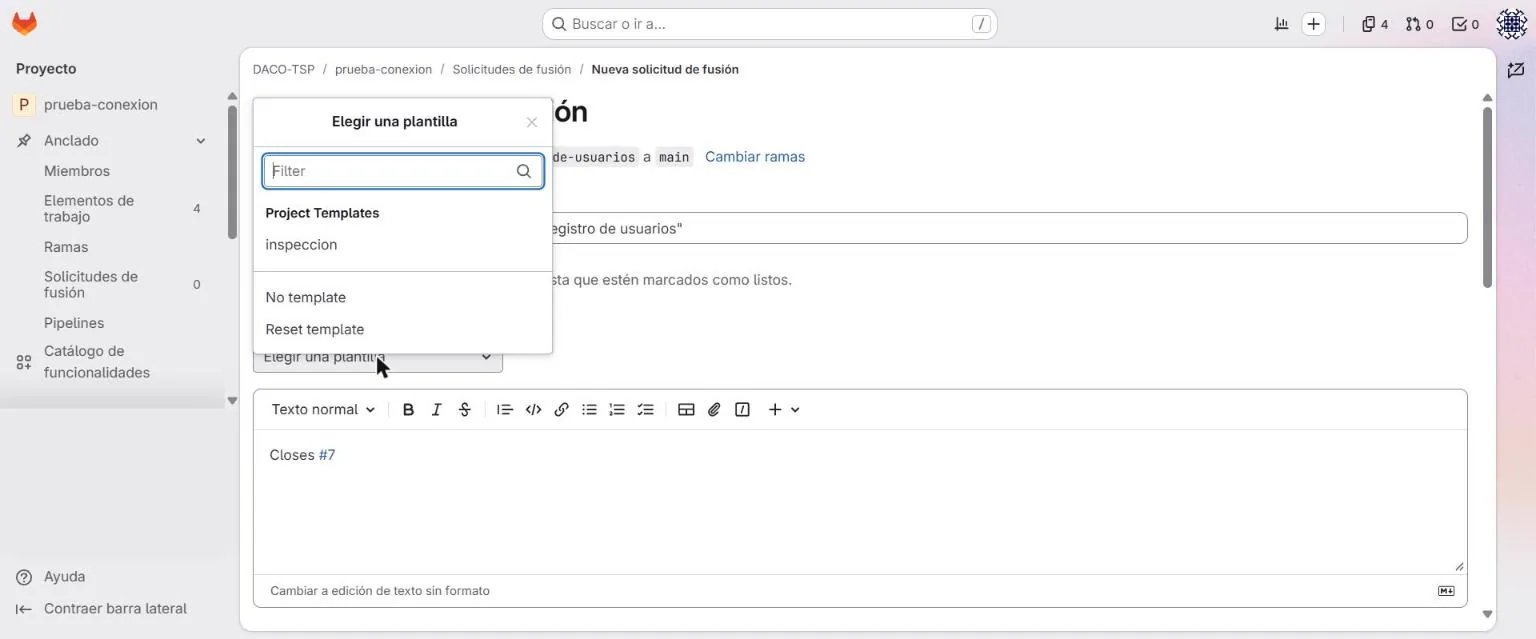 Buscar o ir a...
/
4
0
0
Proyecto
P prueba-conexion
Anclado
Miembros
Elementos de trabajo 4
Ramas
Solicitudes de fusión 0
Pipelines
Catálogo de funcionalidades
Ayuda
Contraer barra lateral
DACO-TSP / prueba-conexion / Solicitudes de fusión / Nueva solicitud de fusión
ón
de-usuarios a main Cambiar ramas
egistro de usuarios"
sta que estén marcados como listos.
Elegir una plantilla
Filter
Project Templates
inspeccion
No template
Reset template
Elegir una plantilla
Texto normal B I S
Closes #7
Cambiar a edición de texto sin formato